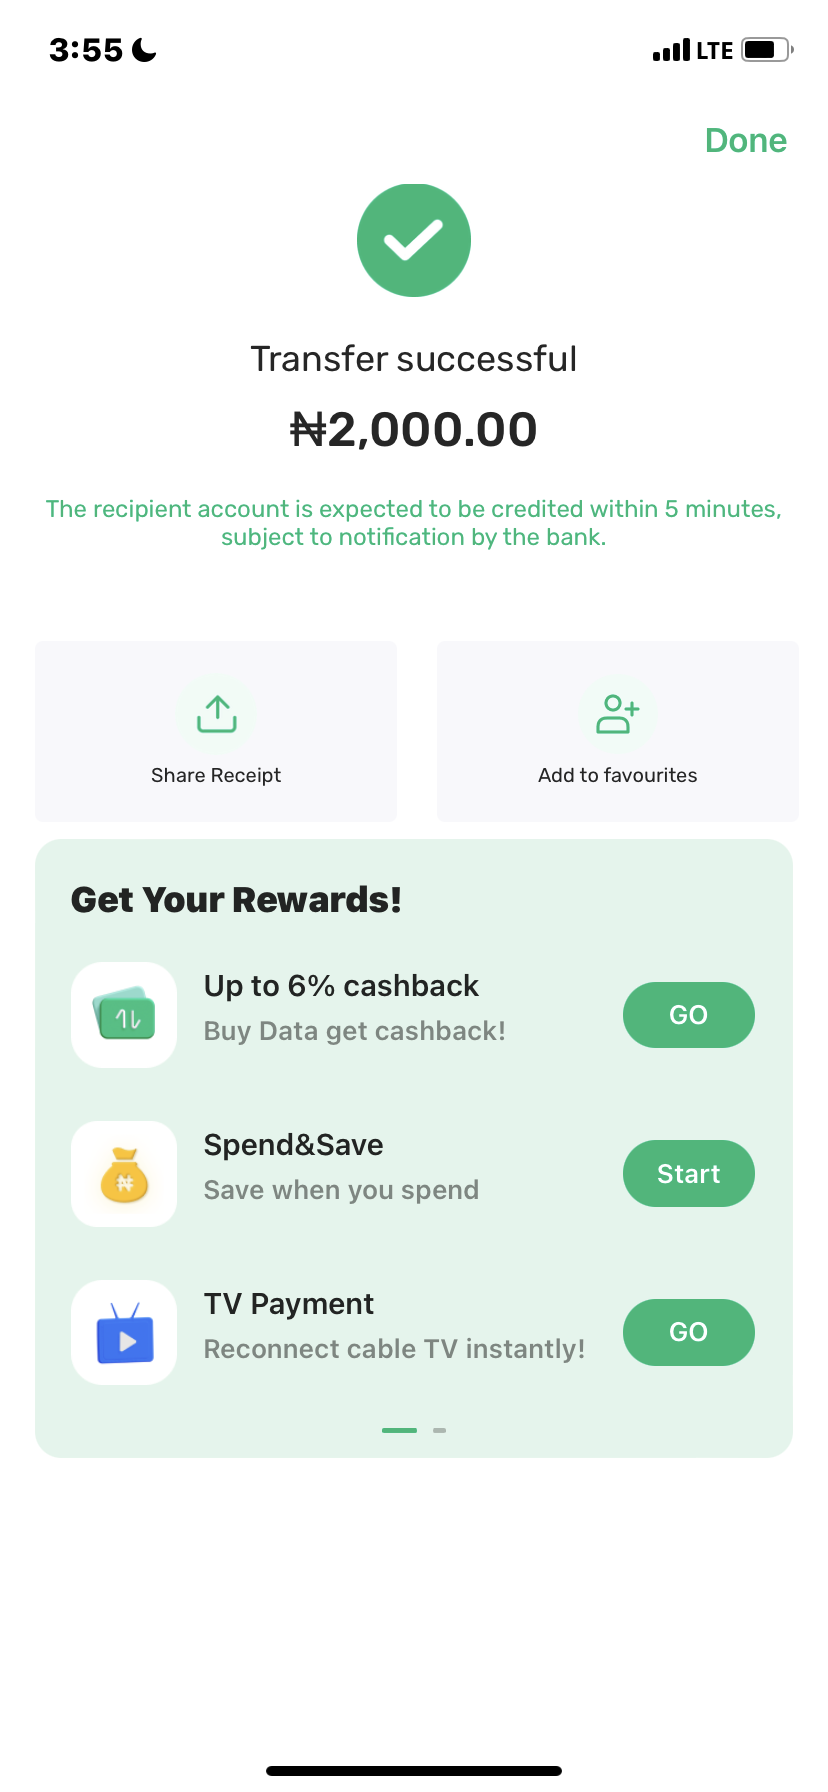 3:55
LTE
Done
Transfer successful
₦2,000.00
The recipient account is expected to be credited within 5 minutes,
subject to notification by the bank.
Share Receipt
Add to favourites
Get Your Rewards!
Up to 6% cashback
Buy Data get cashback!
GO
Spend&Save
Save when you spend
Start
TV Payment
Reconnect cable TV instantly!
GO